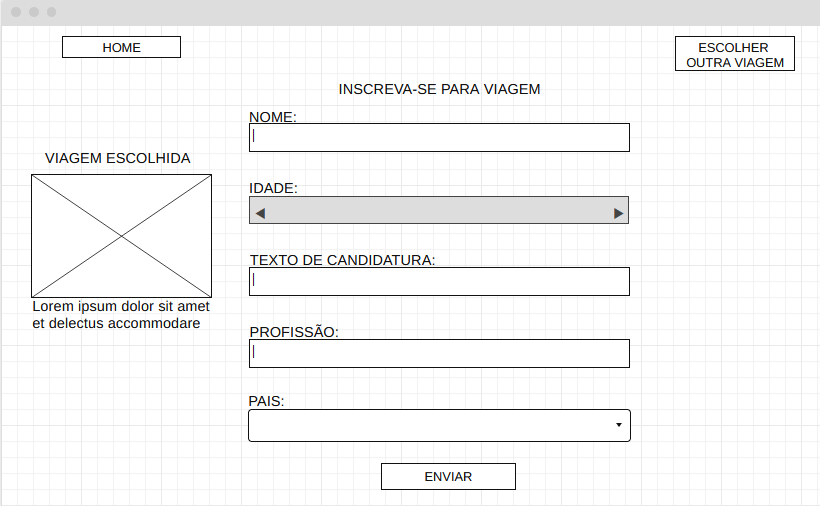 HOME
ESCOLHER
OUTRA VIAGEM
INSCREVA-SE PARA VIAGEM
NOME:
VIAGEM ESCOLHIDA
Lorem ipsum dolor sit amet
et delectus accommodare
IDADE:
TEXTO DE CANDIDATURA:
PROFISSÃO:
PAIS:
ENVIAR